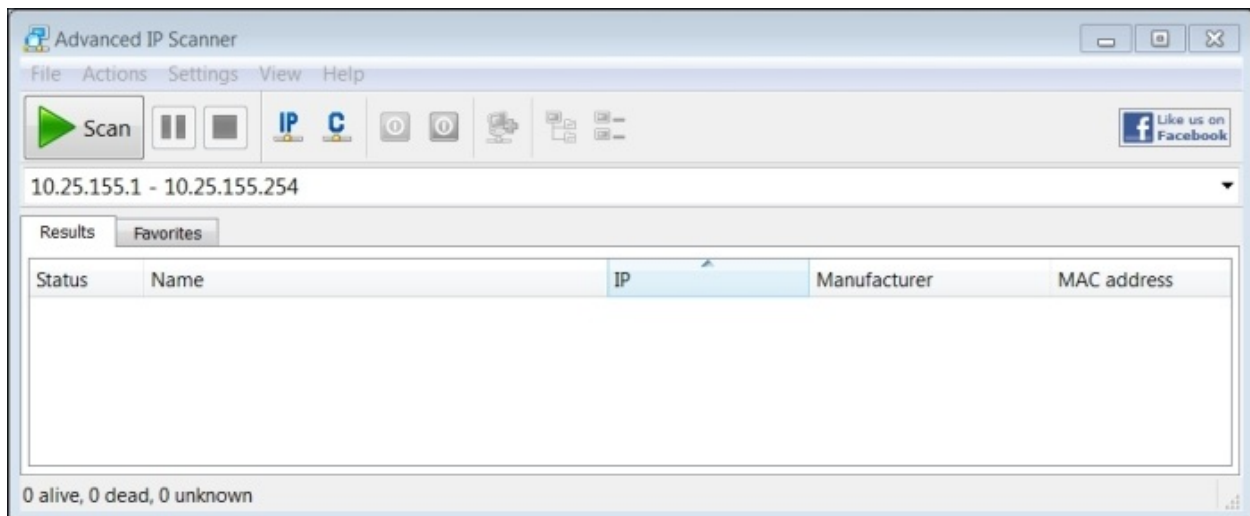 Advanced IP Scanner
File Actions Settings View Help
Scan IP C f Like us on
Facebook
10.25.155.1 - 10.25.155.254
Results Favorites
Status Name IP Manufacturer MAC address
0 alive, 0 dead, 0 unknown